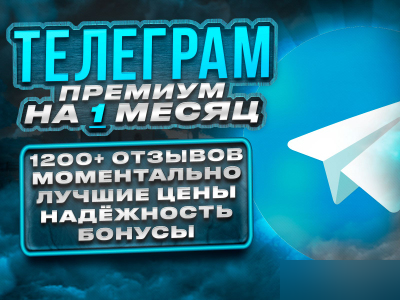 ТЕЛЕГРАМ
ПРЕМИУМ
НА 1 МЕСЯЦ
1200+ ОТЗЫВОВ
МОМЕНТАЛЬНО
ЛУЧШИЕ ЦЕНЫ
НАДЁЖНОСТЬ
БОНУСЫ